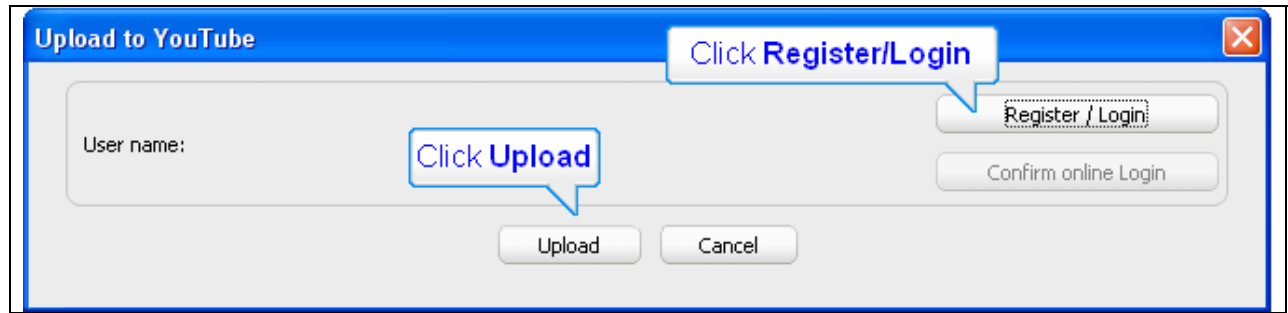 Upload to YouTube
Click Register/Login
Register / Login
User name:
Click Upload
Confirm online Login
Upload
Cancel